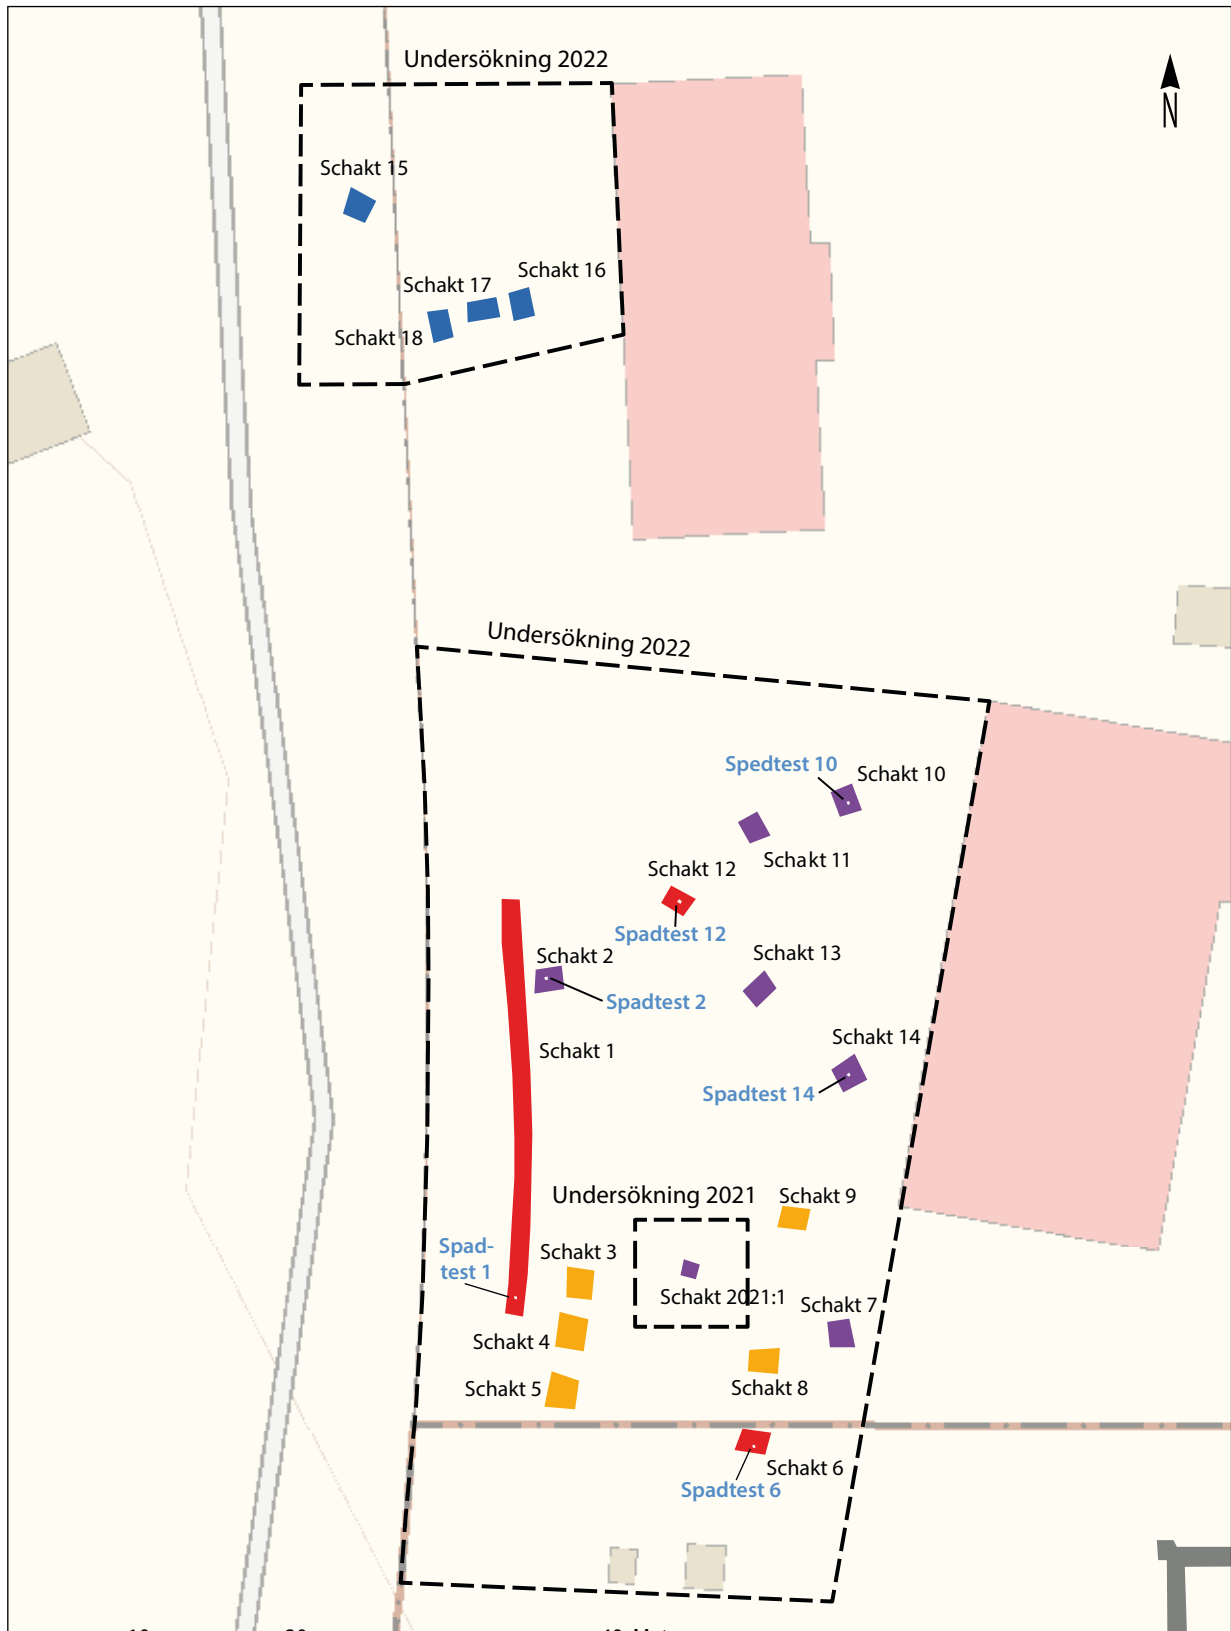 Undersökning 2022
N
Schakt 15
Schakt 16
Schakt 17
Schakt 18
Undersökning 2022
Spedtest 10
Schakt 10
Schakt 11
Schakt 12
Spadtest 12
Schakt 13
Schakt 2
Spadtest 2
Schakt 14
Schakt 1
Spadtest 14
Undersökning 2021
Schakt 9
Spad-
test 1
Schakt 3
Schakt 2021:1
Schakt 7
Schakt 4
Schakt 5
Schakt 8
Schakt 6
Spadtest 6